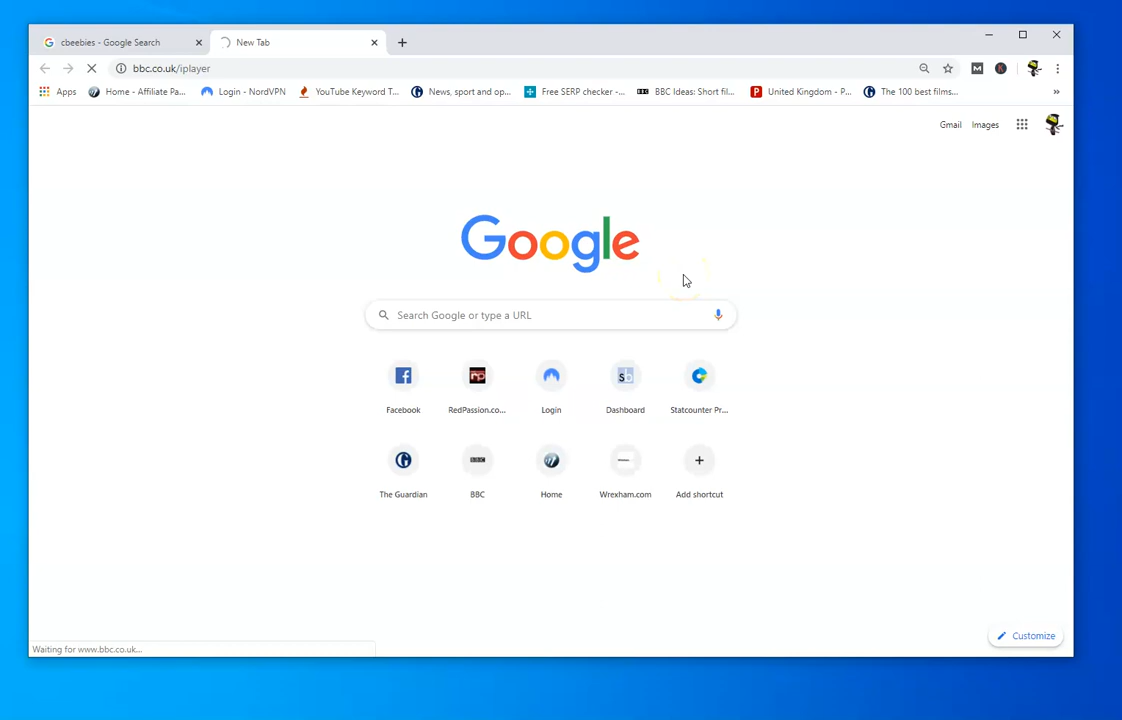 cbeebies - Google Search
New Tab
bbc.co.uk/iplayer
Apps
Home - Affiliate Pa...
Login - NordVPN
YouTube Keyword T...
News, sport and op...
Free SERP checker -...
BBC Ideas: Short fil...
United Kingdom - P...
The 100 best films...
Gmail Images
Google
Search Google or type a URL
Facebook
RedPassion.co...
Login
Dashboard
Statcounter Pr...
The Guardian
BBC
Home
Wrexham.com
Add shortcut
Customize
Waiting for www.bbc.co.uk...